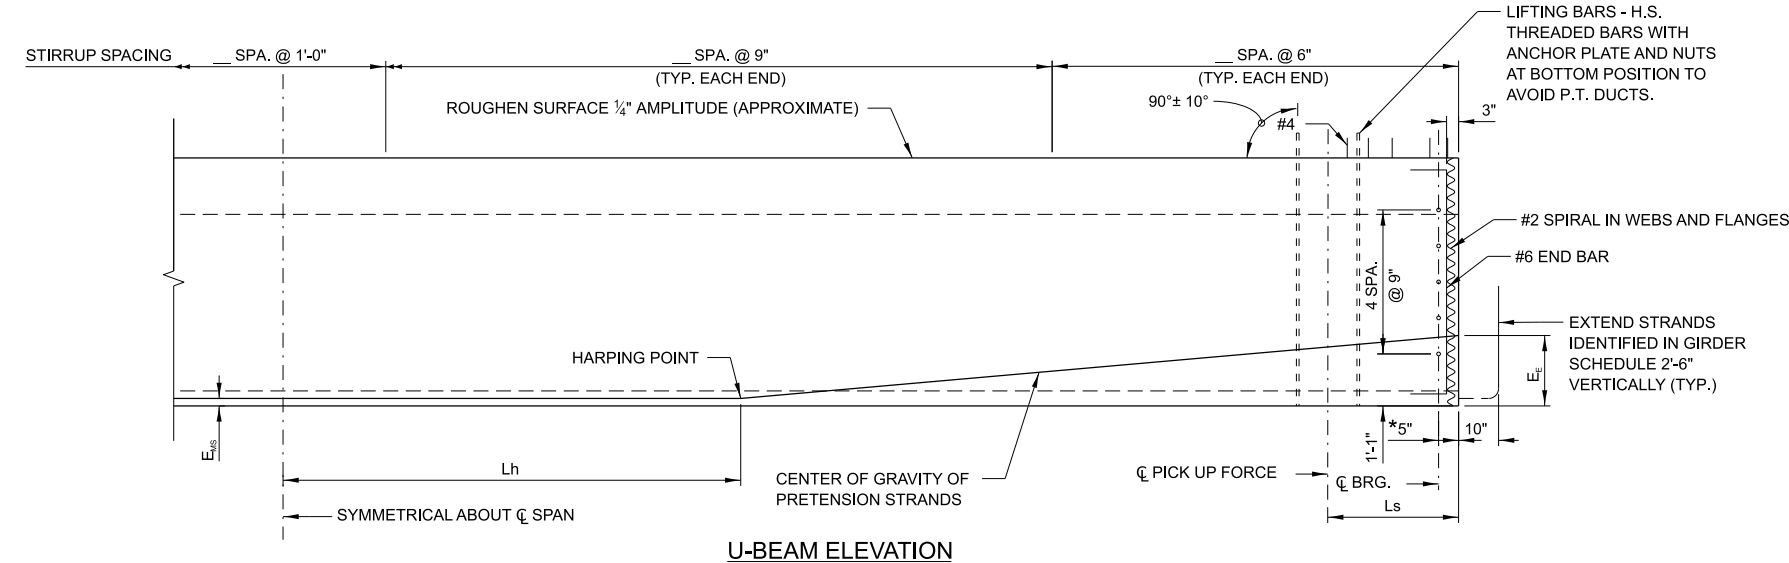 LIFTING BARS - H.S.
THREADED BARS WITH
ANCHOR PLATE AND NUTS
AT BOTTOM POSITION TO
AVOID P.T. DUCTS.
STIRRUP SPACING
__ SPA. @ 1'-0"
__ SPA. @ 9"
(TYP. EACH END)
__ SPA. @ 6"
(TYP. EACH END)
ROUGHEN SURFACE ¼" AMPLITUDE (APPROXIMATE)
90°± 10°
#4
3"
#2 SPIRAL IN WEBS AND FLANGES
#6 END BAR
4 SPA.
@ 9"
EXTEND STRANDS
IDENTIFIED IN GIRDER
SCHEDULE 2'-6"
VERTICALLY (TYP.)
HARPING POINT
E_E
E_MS
*5"
10"
1'-1"
Lh
CENTER OF GRAVITY OF
PRETENSION STRANDS
℄ PICK UP FORCE
℄ BRG.
Ls
SYMMETRICAL ABOUT ℄ SPAN
U-BEAM ELEVATION